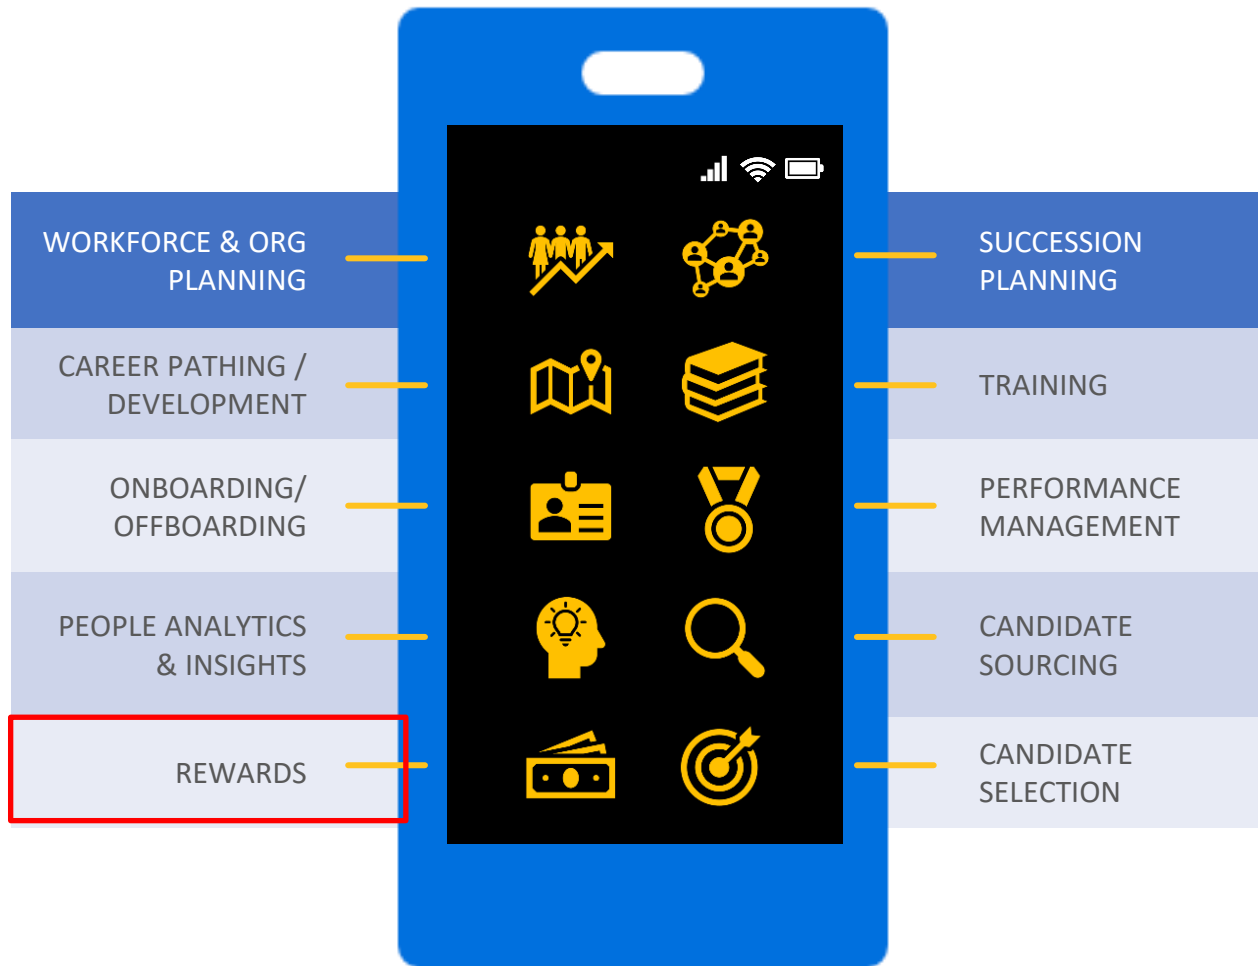 WORKFORCE & ORG
PLANNING
SUCCESSION
PLANNING
CAREER PATHING /
DEVELOPMENT
TRAINING
ONBOARDING/
OFFBOARDING
PERFORMANCE
MANAGEMENT
PEOPLE ANALYTICS
& INSIGHTS
CANDIDATE
SOURCING
REWARDS
CANDIDATE
SELECTION